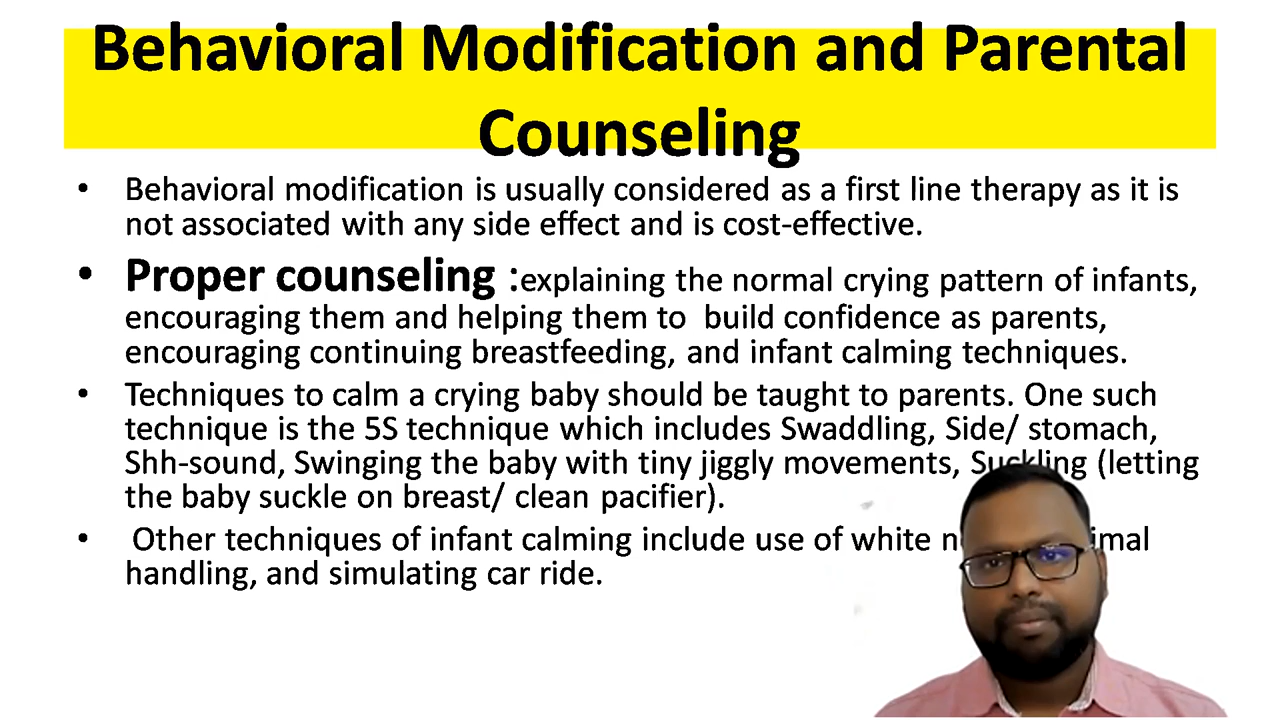 Behavioral Modification and Parental
Counseling
• Behavioral modification is usually considered as a first line therapy as it is
not associated with any side effect and is cost-effective.
• Proper counseling :explaining the normal crying pattern of infants,
encouraging them and helping them to build confidence as parents,
encouraging continuing breastfeeding, and infant calming techniques.
• Techniques to calm a crying baby should be taught to parents. One such
technique is the 5S technique which includes Swaddling, Side/ stomach,
Shh-sound, Swinging the baby with tiny jiggly movements, Suckling (letting
the baby suckle on breast/ clean pacifier).
• Other techniques of infant calming include use of white
handling, and simulating car ride.